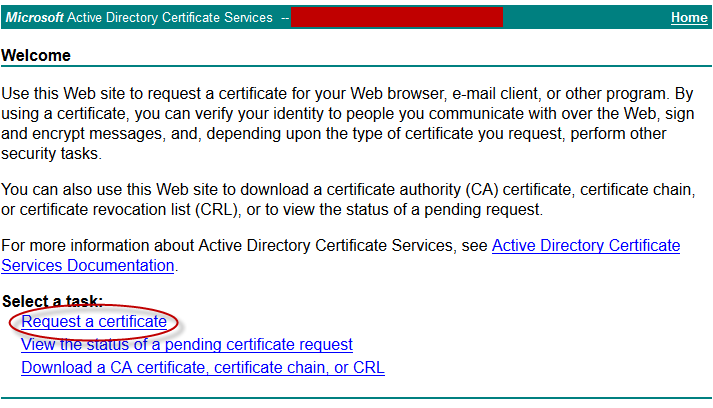 Microsoft Active Directory Certificate Services -- Home
Welcome
Use this Web site to request a certificate for your Web browser, e-mail client, or other program. By
using a certificate, you can verify your identity to people you communicate with over the Web, sign
and encrypt messages, and, depending upon the type of certificate you request, perform other
security tasks.
You can also use this Web site to download a certificate authority (CA) certificate, certificate chain,
or certificate revocation list (CRL), or to view the status of a pending request.
For more information about Active Directory Certificate Services, see Active Directory Certificate
Services Documentation.
Select a task:
Request a certificate
View the status of a pending certificate request
Download a CA certificate, certificate chain, or CRL